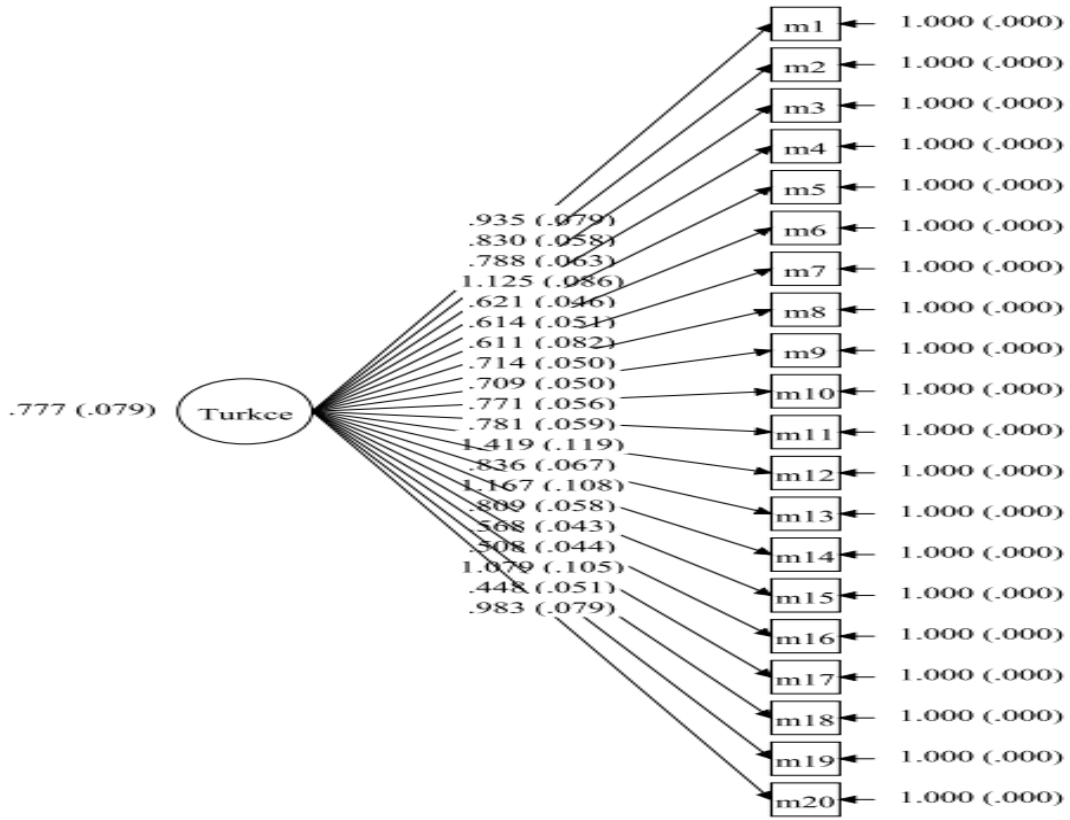 m1 1.000 (.000)
m2 1.000 (.000)
m3 1.000 (.000)
m4 1.000 (.000)
m5 1.000 (.000)
m6 1.000 (.000)
m7 1.000 (.000)
m8 1.000 (.000)
m9 1.000 (.000)
m10 1.000 (.000)
m11 1.000 (.000)
m12 1.000 (.000)
m13 1.000 (.000)
m14 1.000 (.000)
m15 1.000 (.000)
m16 1.000 (.000)
m17 1.000 (.000)
m18 1.000 (.000)
m19 1.000 (.000)
m20 1.000 (.000)
.935 (.079)
.830 (.058)
.788 (.063)
1.125 (.086)
.621 (.046)
.614 (.051)
.611 (.082)
.714 (.050)
.709 (.050)
.771 (.056)
.781 (.059)
1.419 (.119)
.836 (.067)
1.167 (.108)
.809 (.058)
.568 (.043)
.508 (.044)
1.079 (.105)
.448 (.051)
.983 (.079)
.777 (.079) Turkce